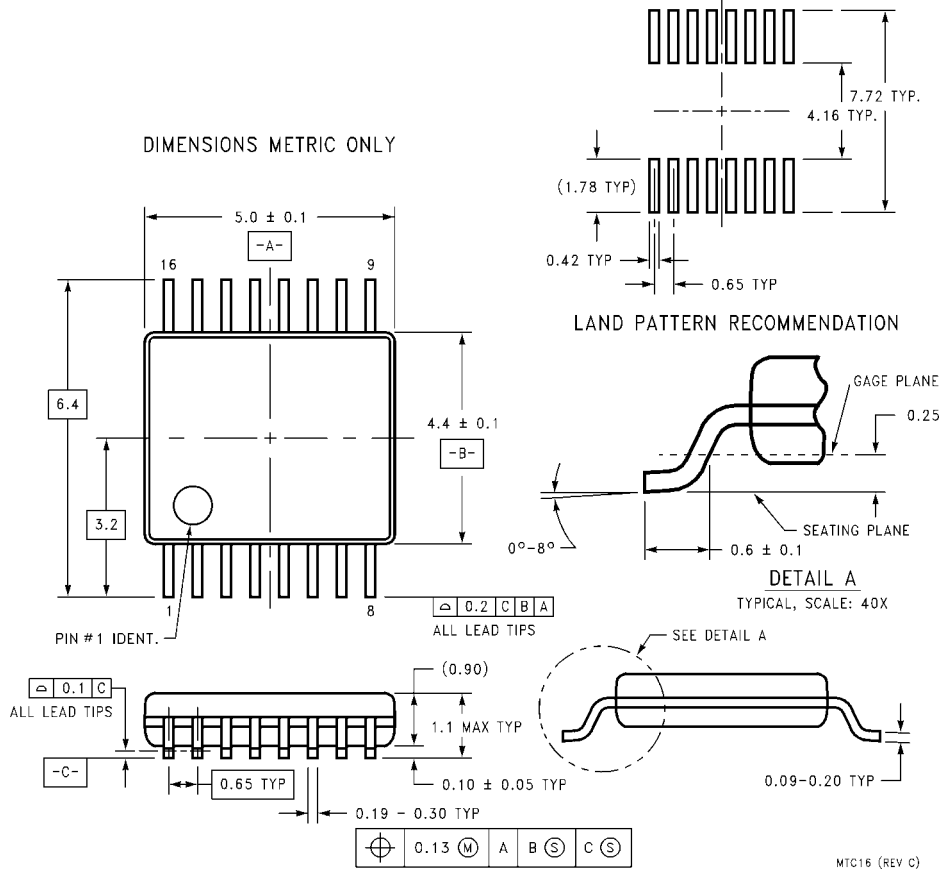 7.72 TYP.
4.16 TYP.
DIMENSIONS METRIC ONLY
(1.78 TYP)
5.0 ± 0.1
-A-
0.42 TYP
16
9
0.65 TYP
LAND PATTERN RECOMMENDATION
GAGE PLANE
6.4
0.25
4.4 ± 0.1
-B-
3.2
SEATING PLANE
0°-8°
0.6 ± 0.1
DETAIL A
TYPICAL, SCALE: 40X
1
8
⌓ 0.2 C B A
ALL LEAD TIPS
PIN #1 IDENT.
SEE DETAIL A
(0.90)
⌓ 0.1 C
ALL LEAD TIPS
1.1 MAX TYP
-C-
0.65 TYP
0.10 ± 0.05 TYP
0.09-0.20 TYP
0.19 - 0.30 TYP
⌖ 0.13 Ⓜ A B Ⓢ C Ⓢ
MTC16 (REV C)